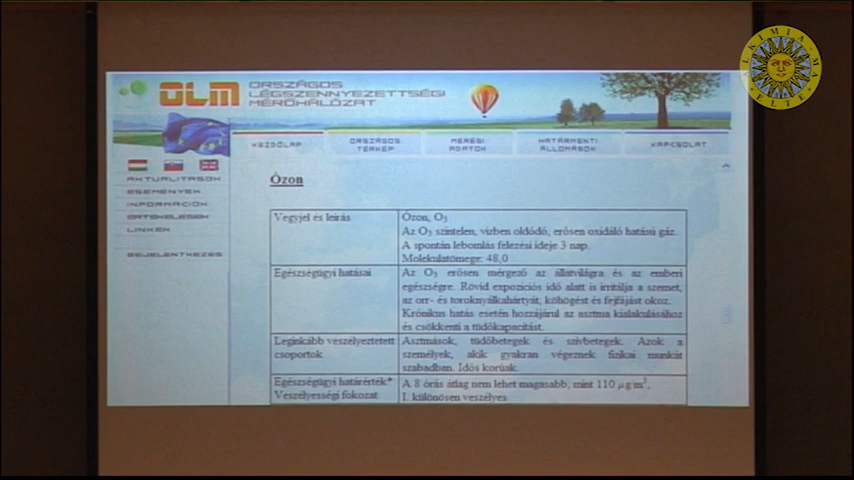 ALKÍMIA MA
ELTE
OLM ORSZÁGOS
LÉGSZENNYEZETTSÉGI
MÉRŐHÁLÓZAT
KEZDŐLAP
ORSZÁGOS
TÉRKÉP
MÉRÉSI
ADATOK
HATÁRMENTI
ÁLLOMÁSOK
KAPCSOLAT
AKTUALITÁSOK
ESEMÉNYEK
INFORMÁCIÓK
ÉRTÉKELÉSEK
LINKEK
BEJELENTKEZÉS
Ózon
Vegyjel és leírás
Ózon, O3
Az O3 színtelen, vízben oldódó, erősen oxidáló hatású gáz.
A spontán lebomlás felezési ideje 3 nap.
Molekulatömege: 48,0
Egészségügyi hatásai
Az O3 erősen mérgező az állatvilágra és az emberi
egészségre. Rövid expozíciós idő alatt is irritálja a szemet,
az orr- és toroknyálkahártyát, köhögést és fejfájást okoz.
Krónikus hatás esetén hozzájárul az asztma kialakulásához
és csökkenti a tüdőkapacitást.
Leginkább veszélyeztetett
csoportok
Asztmások, tüdőbetegek és szívbetegek. Azok a
személyek, akik gyakran végeznek fizikai munkát
szabadban. Idős korúak.
Egészségügyi határérték*
Veszélyességi fokozat
A 8 órás átlag nem lehet magasabb, mint 110 µg/m³,
I. különösen veszélyes